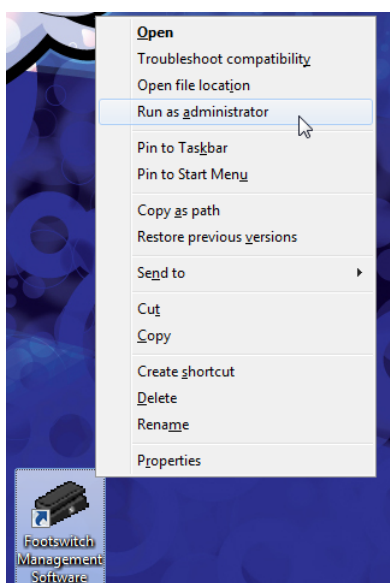 Open
Troubleshoot compatibility
Open file location
Run as administrator
Pin to Taskbar
Pin to Start Menu
Copy as path
Restore previous versions
Send to
Cut
Copy
Create shortcut
Delete
Rename
Properties
Footswitch
Management
Software